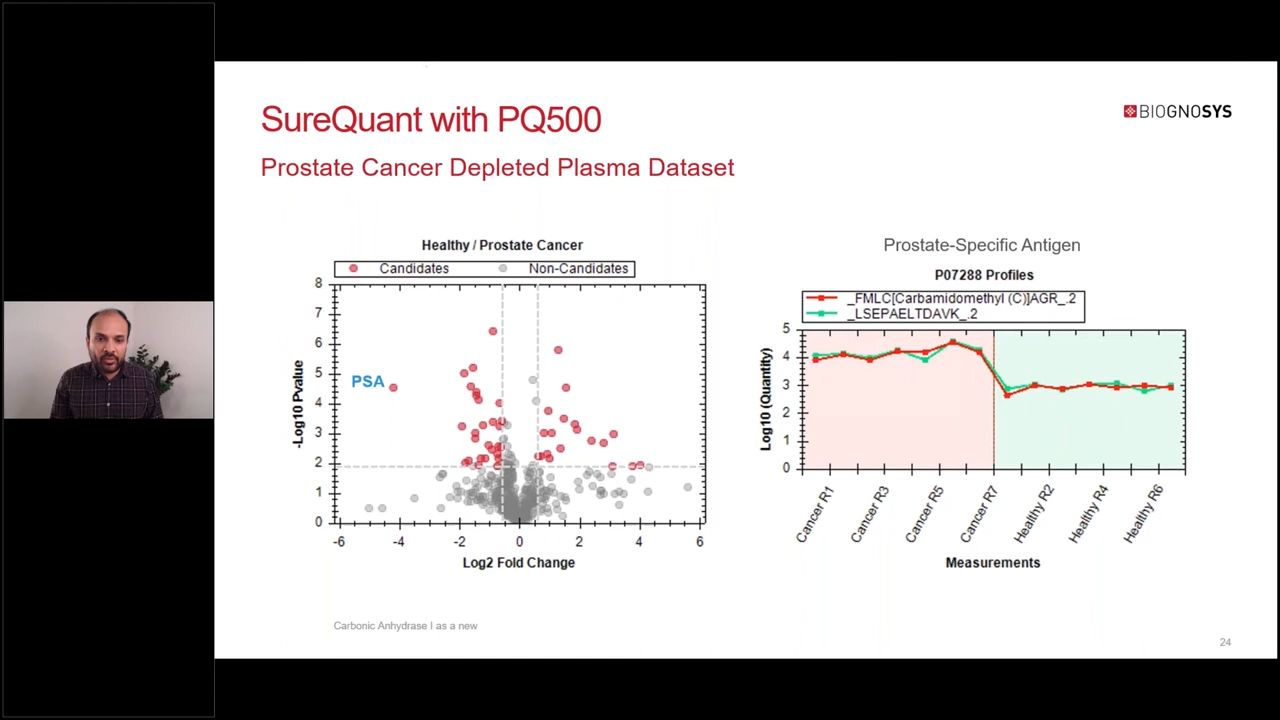 SureQuant with PQ500
BIOGNOSYS
Prostate Cancer Depleted Plasma Dataset
Healthy / Prostate Cancer
Candidates Non-Candidates
8
7
6
5
4
3
2
1
0
-Log10 Pvalue
PSA
-6 -4 -2 0 2 4 6
Log2 Fold Change
Prostate-Specific Antigen
P07288 Profiles
_FMLC[Carbamidomethyl (C)]AGR_.2
_LSEPAELTDAVK_.2
5
4
3
2
1
0
Log10 (Quantity)
Cancer R1
Cancer R3
Cancer R5
Cancer R7
Healthy R2
Healthy R4
Healthy R6
Measurements
Carbonic Anhydrase I as a new
24